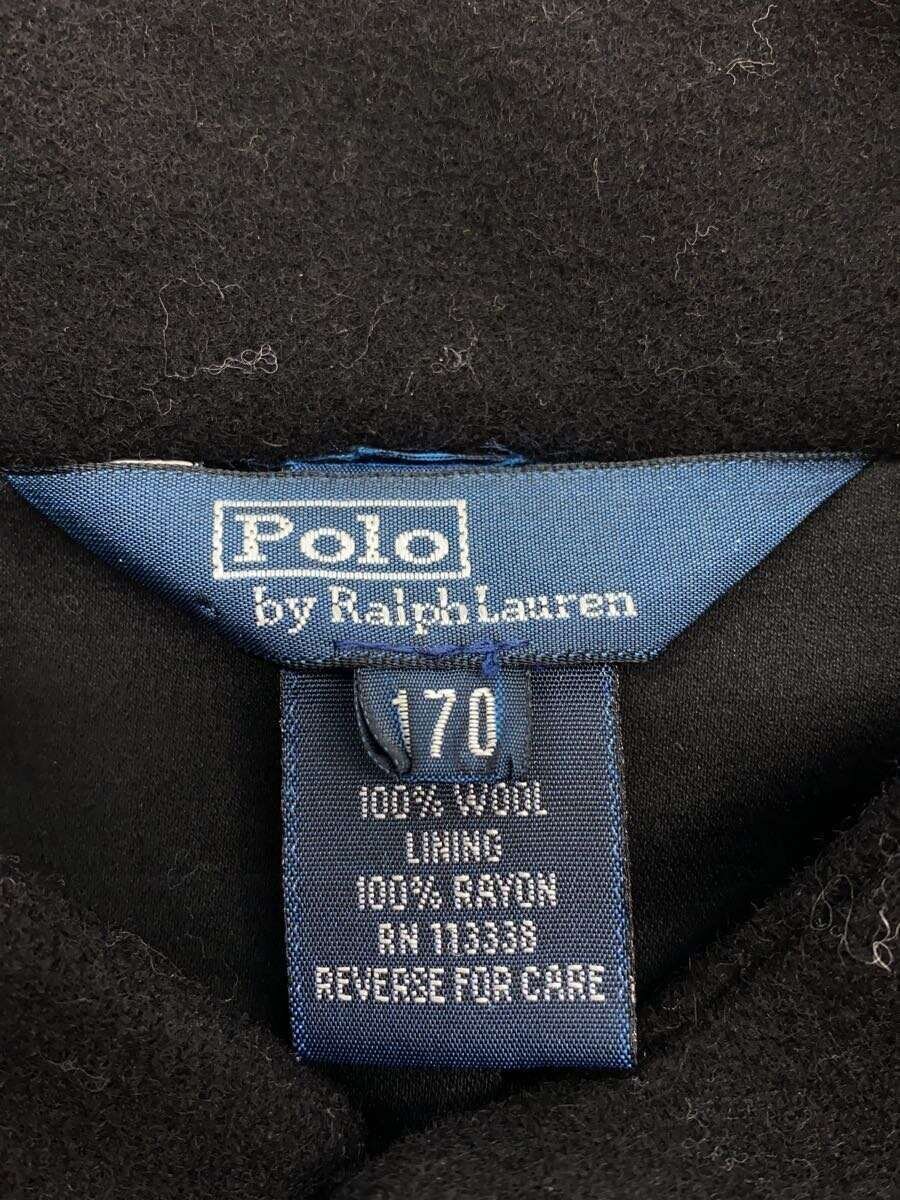 Polo
by Ralph Lauren
170
100% WOOL
LINING
100% RAYON
RN 113338
REVERSE FOR CARE